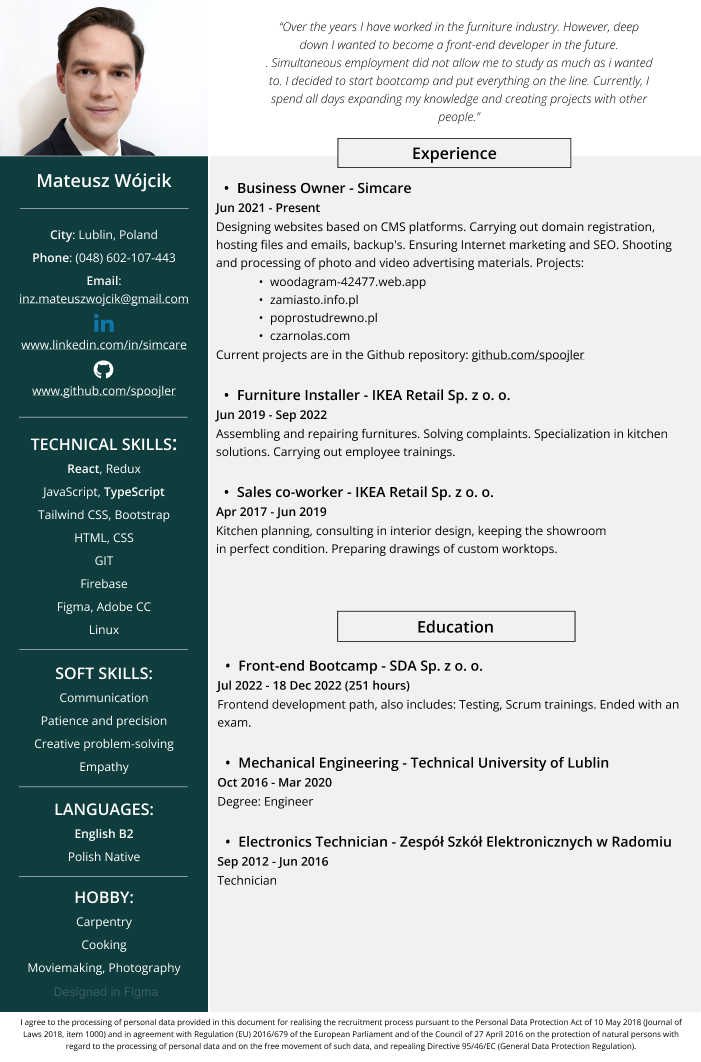 "Over the years I have worked in the furniture industry. However, deep
down I wanted to become a front-end developer in the future.
. Simultaneous employment did not allow me to study as much as i wanted
to. I decided to start bootcamp and put everything on the line. Currently, I
spend all days expanding my knowledge and creating projects with other
people."
Mateusz Wójcik
City: Lublin, Poland
Phone: (048) 602-107-443
Email:
inz.mateuszwojcik@gmail.com
in
www.linkedin.com/in/simcare
www.github.com/spoojler
TECHNICAL SKILLS:
React, Redux
JavaScript, TypeScript
Tailwind CSS, Bootstrap
HTML, CSS
GIT
Firebase
Figma, Adobe CC
Linux
SOFT SKILLS:
Communication
Patience and precision
Creative problem-solving
Empathy
LANGUAGES:
English B2
Polish Native
HOBBY:
Carpentry
Cooking
Moviemaking, Photography
Designed in Figma
Experience
• Business Owner - Simcare
Jun 2021 - Present
Designing websites based on CMS platforms. Carrying out domain registration,
hosting files and emails, backup's. Ensuring Internet marketing and SEO. Shooting
and processing of photo and video advertising materials. Projects:
• woodagram-42477.web.app
• zamiasto.info.pl
• poprostudrewno.pl
• czarnolas.com
Current projects are in the Github repository: github.com/spoojler
• Furniture Installer - IKEA Retail Sp. z o. o.
Jun 2019 - Sep 2022
Assembling and repairing furnitures. Solving complaints. Specialization in kitchen
solutions. Carrying out employee trainings.
• Sales co-worker - IKEA Retail Sp. z o. o.
Apr 2017 - Jun 2019
Kitchen planning, consulting in interior design, keeping the showroom
in perfect condition. Preparing drawings of custom worktops.
Education
• Front-end Bootcamp - SDA Sp. z o. o.
Jul 2022 - 18 Dec 2022 (251 hours)
Frontend development path, also includes: Testing, Scrum trainings. Ended with an
exam.
• Mechanical Engineering - Technical University of Lublin
Oct 2016 - Mar 2020
Degree: Engineer
• Electronics Technician - Zespół Szkół Elektronicznych w Radomiu
Sep 2012 - Jun 2016
Technician
I agree to the processing of personal data provided in this document for realising the recruitment process pursuant to the Personal Data Protection Act of 10 May 2018 (Journal of
Laws 2018, item 1000) and in agreement with Regulation (EU) 2016/679 of the European Parliament and of the Council of 27 April 2016 on the protection of natural persons with
regard to the processing of personal data and on the free movement of such data, and repealing Directive 95/46/EC (General Data Protection Regulation).